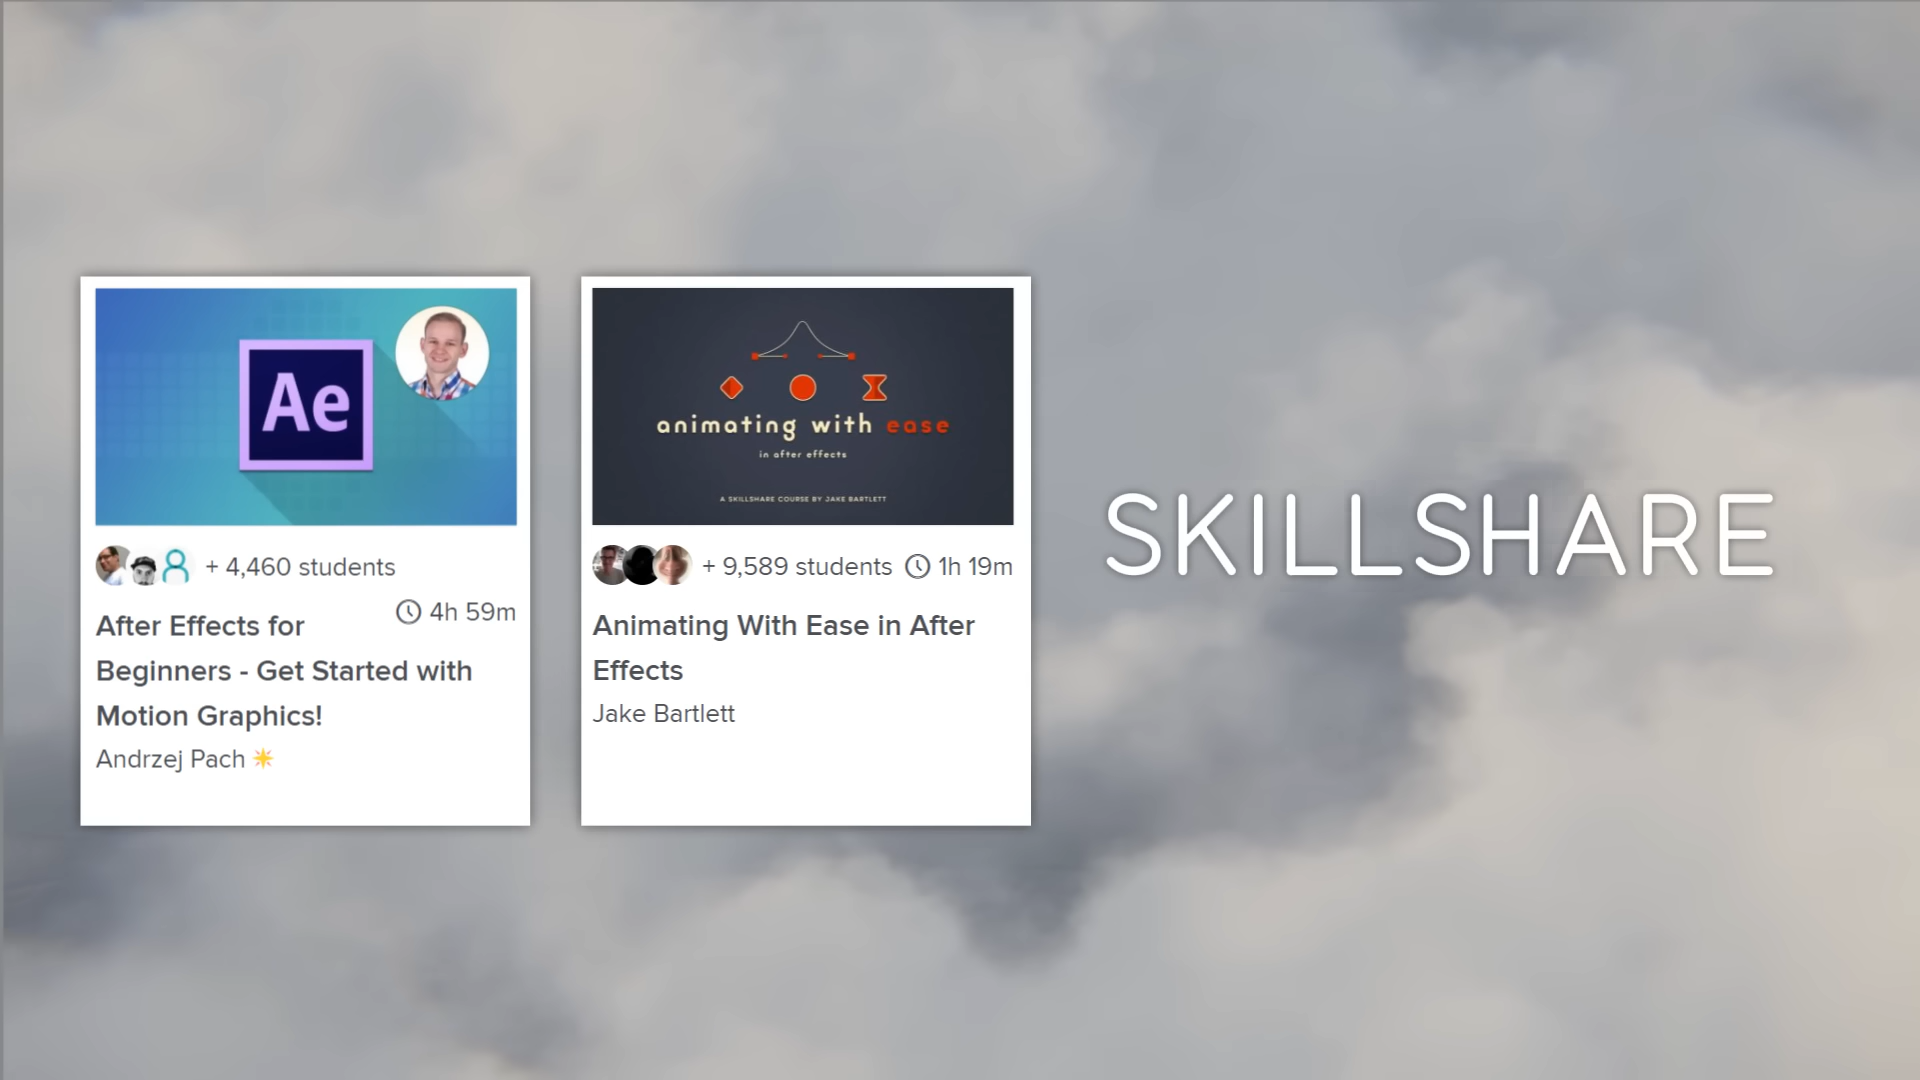 Ae
+ 4,460 students
4h 59m
After Effects for
Beginners - Get Started with
Motion Graphics!
Andrzej Pach
animating with ease
in after effects
A SKILLSHARE COURSE BY JAKE BARTLETT
+ 9,589 students
1h 19m
Animating With Ease in After
Effects
Jake Bartlett
SKILLSHARE